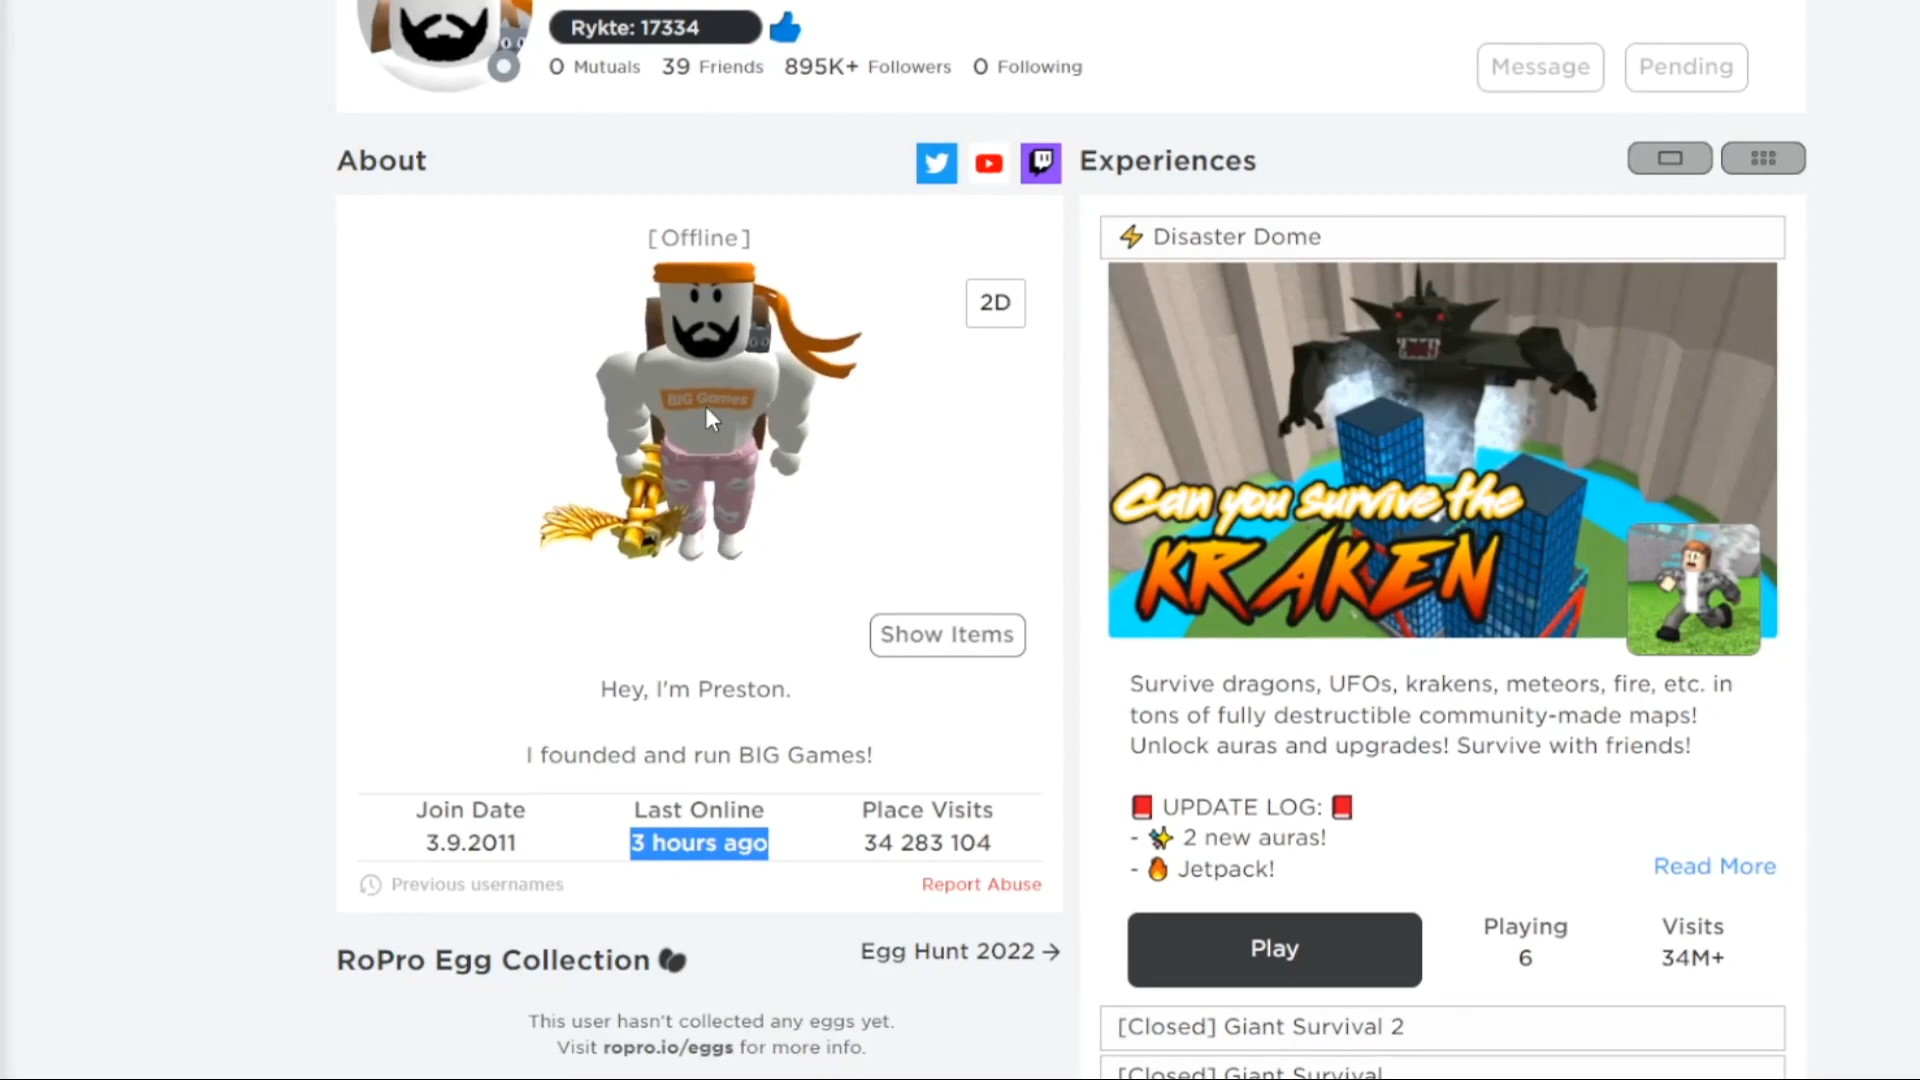 Rykte: 17334
0 Mutuals 39 Friends 895K+ Followers 0 Following
Message
Pending
About
Experiences
[Offline]
2D
BIG Games
Show Items
Hey, I'm Preston.
I founded and run BIG Games!
Join Date
3.9.2011
Last Online
3 hours ago
Place Visits
34 283 104
Previous usernames
Report Abuse
RoPro Egg Collection
Egg Hunt 2022 →
This user hasn't collected any eggs yet.
Visit ropro.io/eggs for more info.
⚡ Disaster Dome
Can you survive the
KRAKEN
Survive dragons, UFOs, krakens, meteors, fire, etc. in
tons of fully destructible community-made maps!
Unlock auras and upgrades! Survive with friends!
📕 UPDATE LOG: 📕
- ✨ 2 new auras!
- 🔥 Jetpack!
Read More
Play
Playing
6
Visits
34M+
[Closed] Giant Survival 2
[Closed] Giant Survival